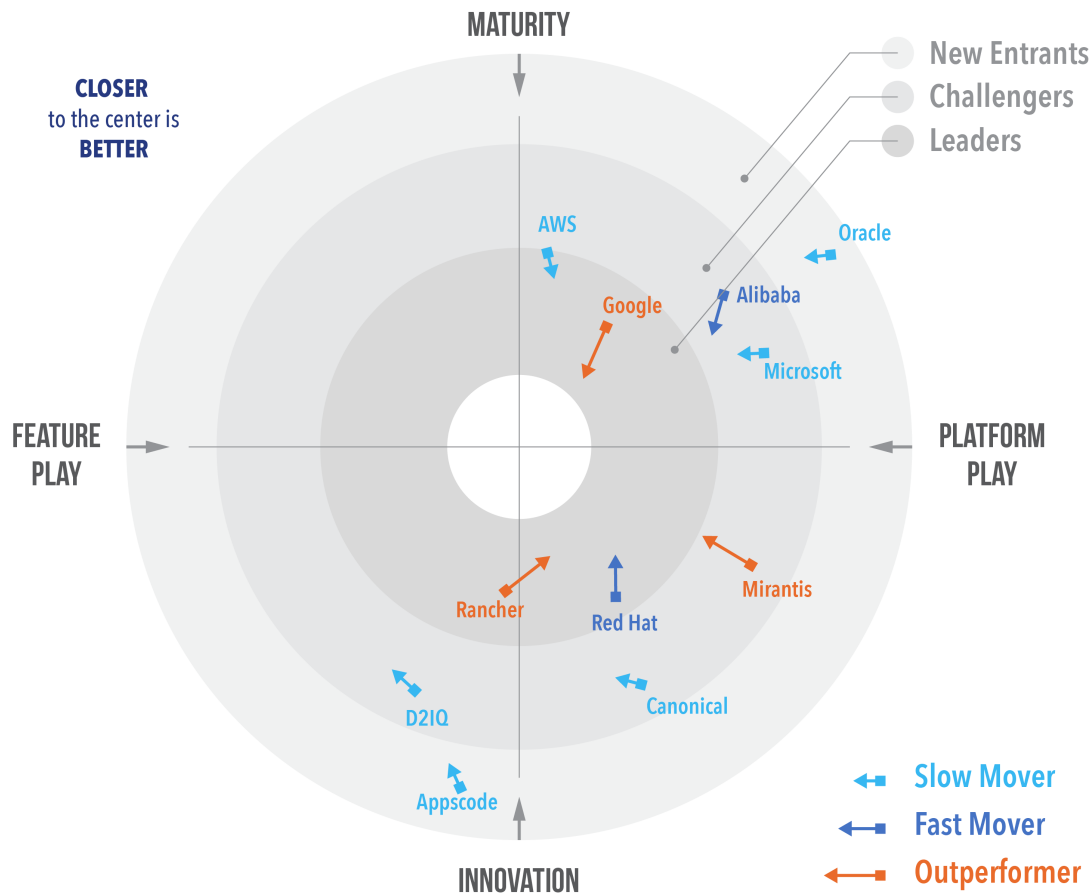 MATURITY
CLOSER
to the center is
BETTER
New Entrants
Challengers
Leaders
AWS
Oracle
Google
Alibaba
Microsoft
FEATURE
PLAY
PLATFORM
PLAY
Rancher
Red Hat
Mirantis
D2IQ
Canonical
Appscode
INNOVATION
Slow Mover
Fast Mover
Outperformer